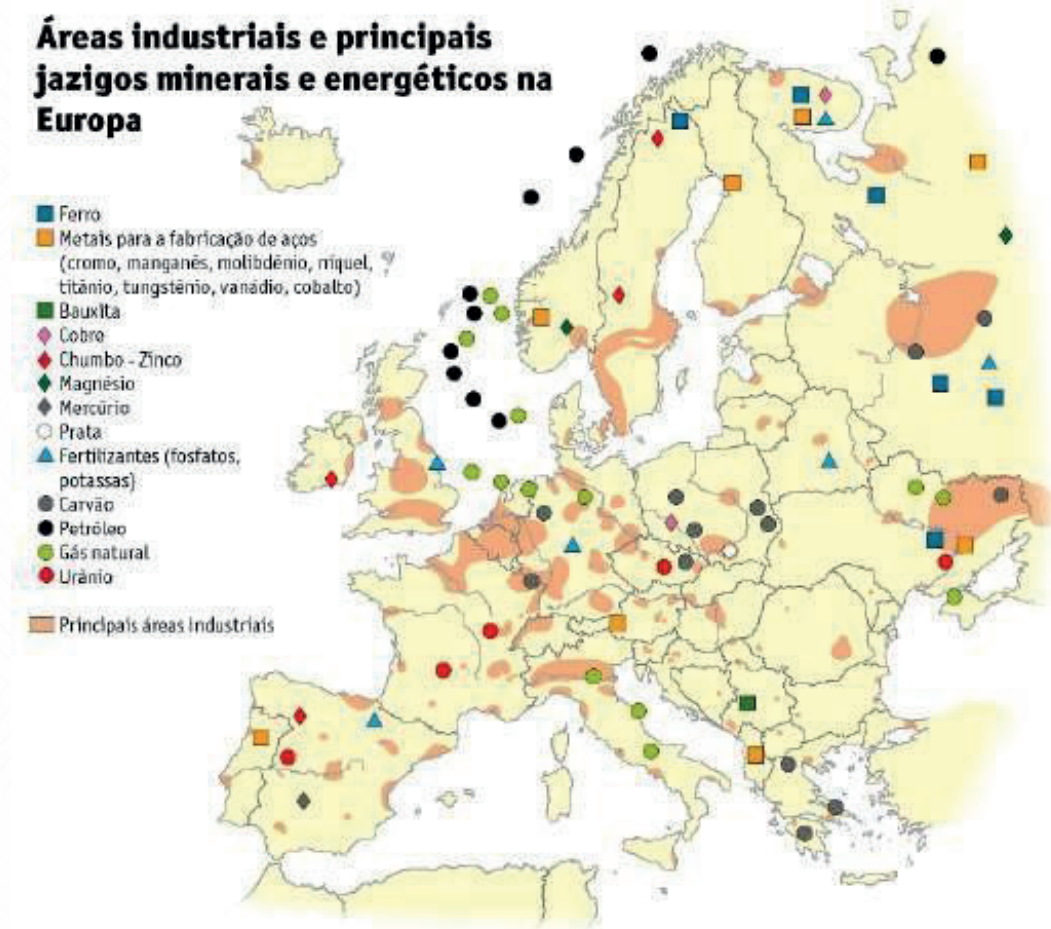 Áreas industriais e principais
jazigos minerais e energéticos na
Europa
Ferro
Metais para a fabricação de aços
(cromo, manganês, molibdênio, níquel,
titânio, tungstênio, vanádio, cobalto)
Bauxita
Cobre
Chumbo - Zinco
Magnésio
Mercúrio
Prata
Fertilizantes (fosfatos,
potassas)
Carvão
Petróleo
Gás natural
Urânio
Principais áreas industriais